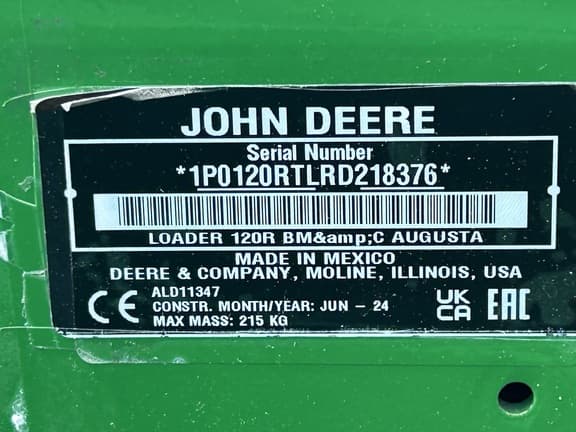 JOHN DEERE
Serial Number
*1P0120RTLRD218376*
LOADER 120R BM&amp;C AUGUSTA
MADE IN MEXICO
DEERE & COMPANY, MOLINE, ILLINOIS, USA
ALD11347
CONSTR. MONTH/YEAR: JUN – 24
MAX MASS: 215 KG
CE
UK
CA
EAC